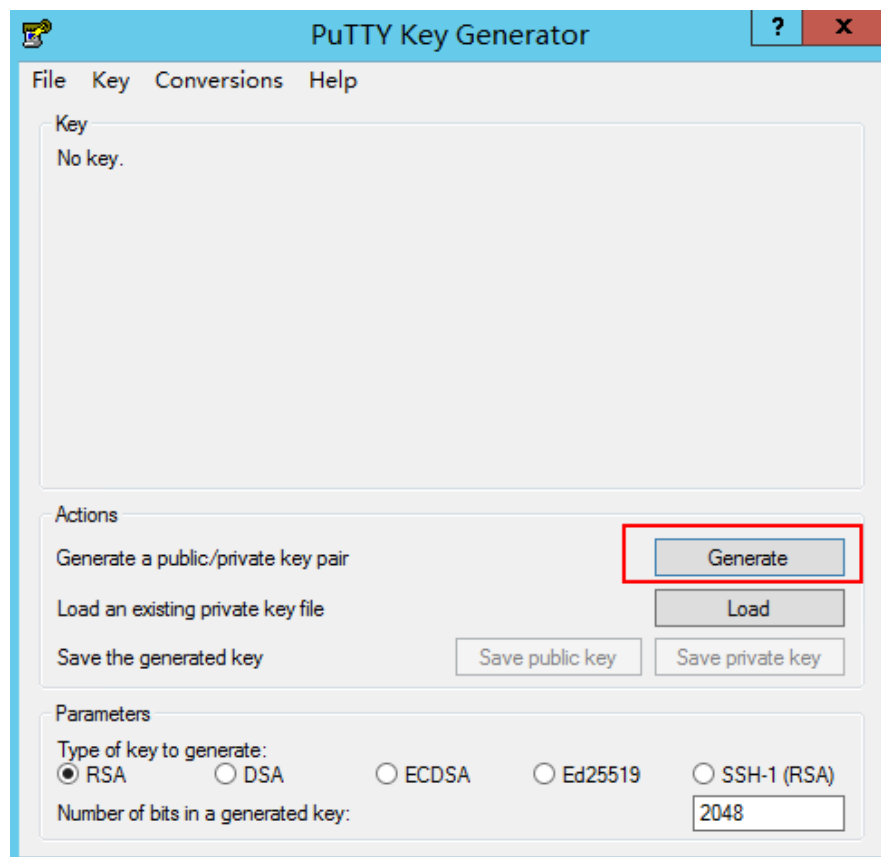 PuTTY Key Generator
? x
File Key Conversions Help
Key
No key.
Actions
Generate a public/private key pair Generate
Load an existing private key file Load
Save the generated key Save public key Save private key
Parameters
Type of key to generate:
RSA DSA ECDSA Ed25519 SSH-1 (RSA)
Number of bits in a generated key: 2048